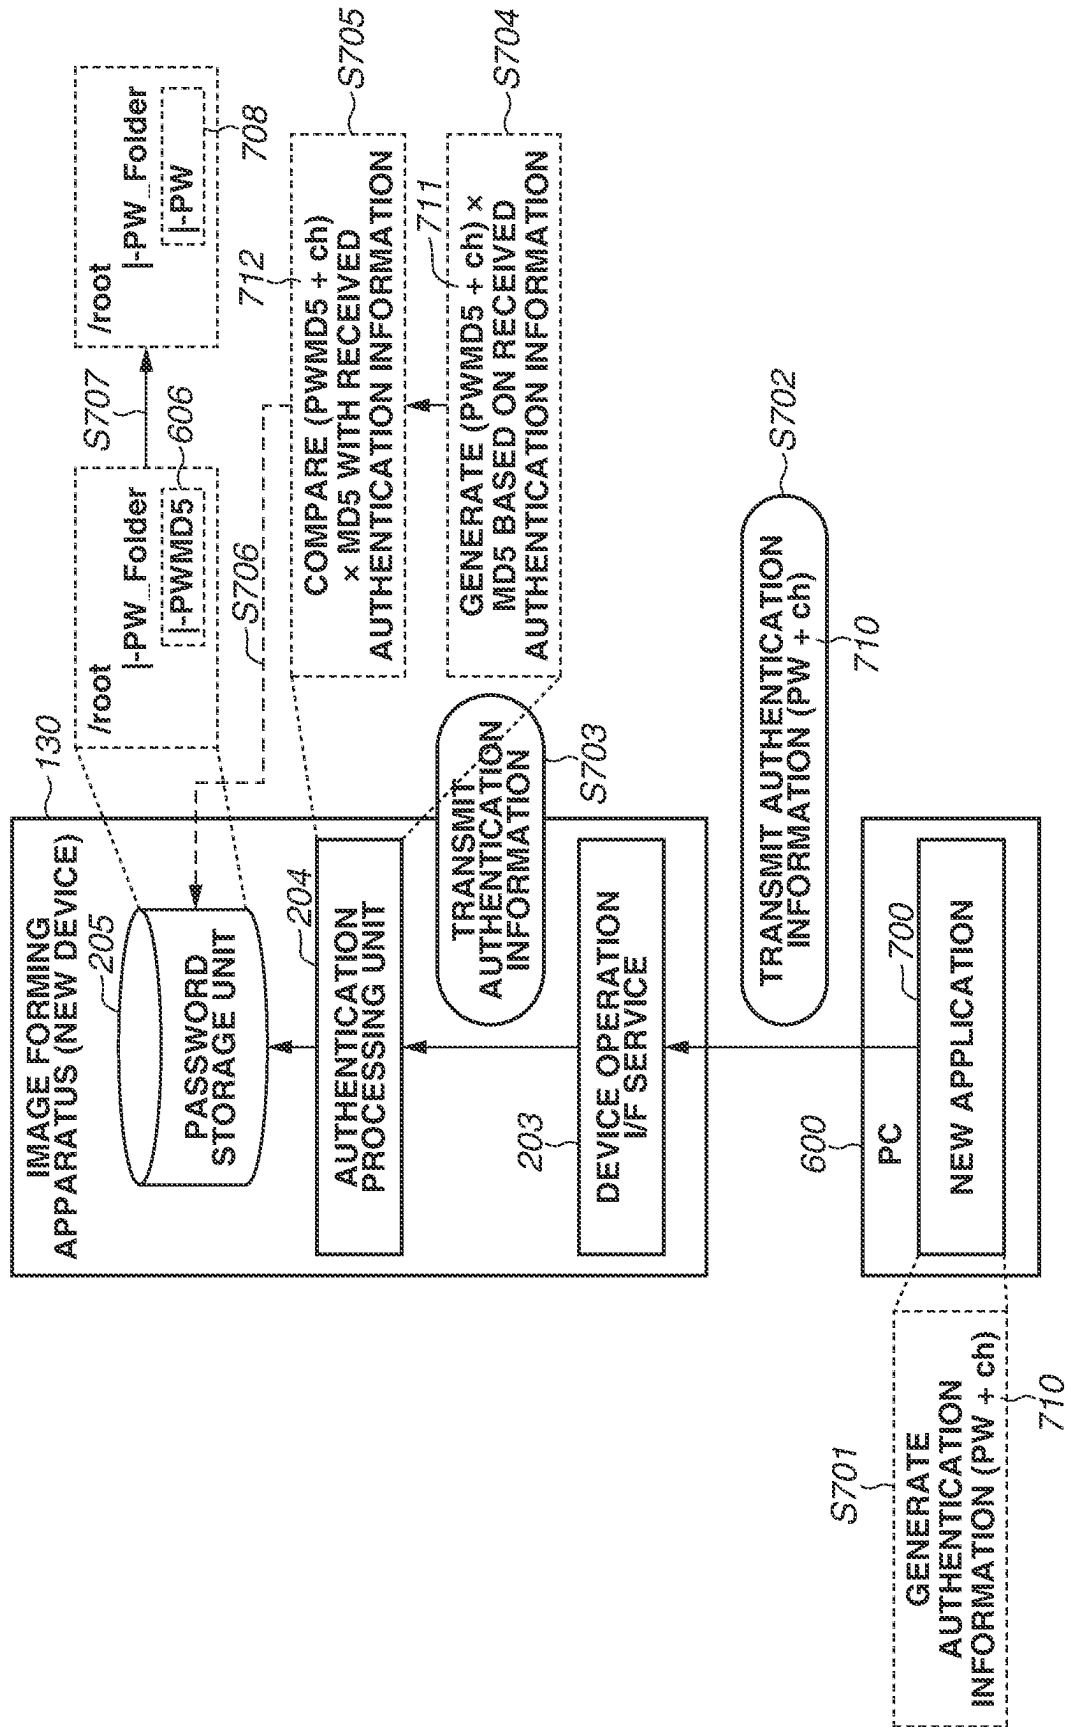 IMAGE FORMING
APPARATUS (NEW DEVICE)
130
205
PASSWORD
STORAGE UNIT
/root
|-PW_Folder
|-PWMD5
606
S707
/root
|-PW_Folder
|-PW
708
S706
204
AUTHENTICATION
PROCESSING UNIT
712
COMPARE (PWMD5 + ch)
× MD5 WITH RECEIVED
AUTHENTICATION INFORMATION
S705
711
GENERATE (PWMD5 + ch) ×
MD5 BASED ON RECEIVED
AUTHENTICATION INFORMATION
S704
TRANSMIT
AUTHENTICATION
INFORMATION
S703
203
DEVICE OPERATION
I/F SERVICE
TRANSMIT AUTHENTICATION
INFORMATION (PW + ch)
710
S702
600
PC
700
NEW APPLICATION
S701
GENERATE
AUTHENTICATION
INFORMATION (PW + ch)
710